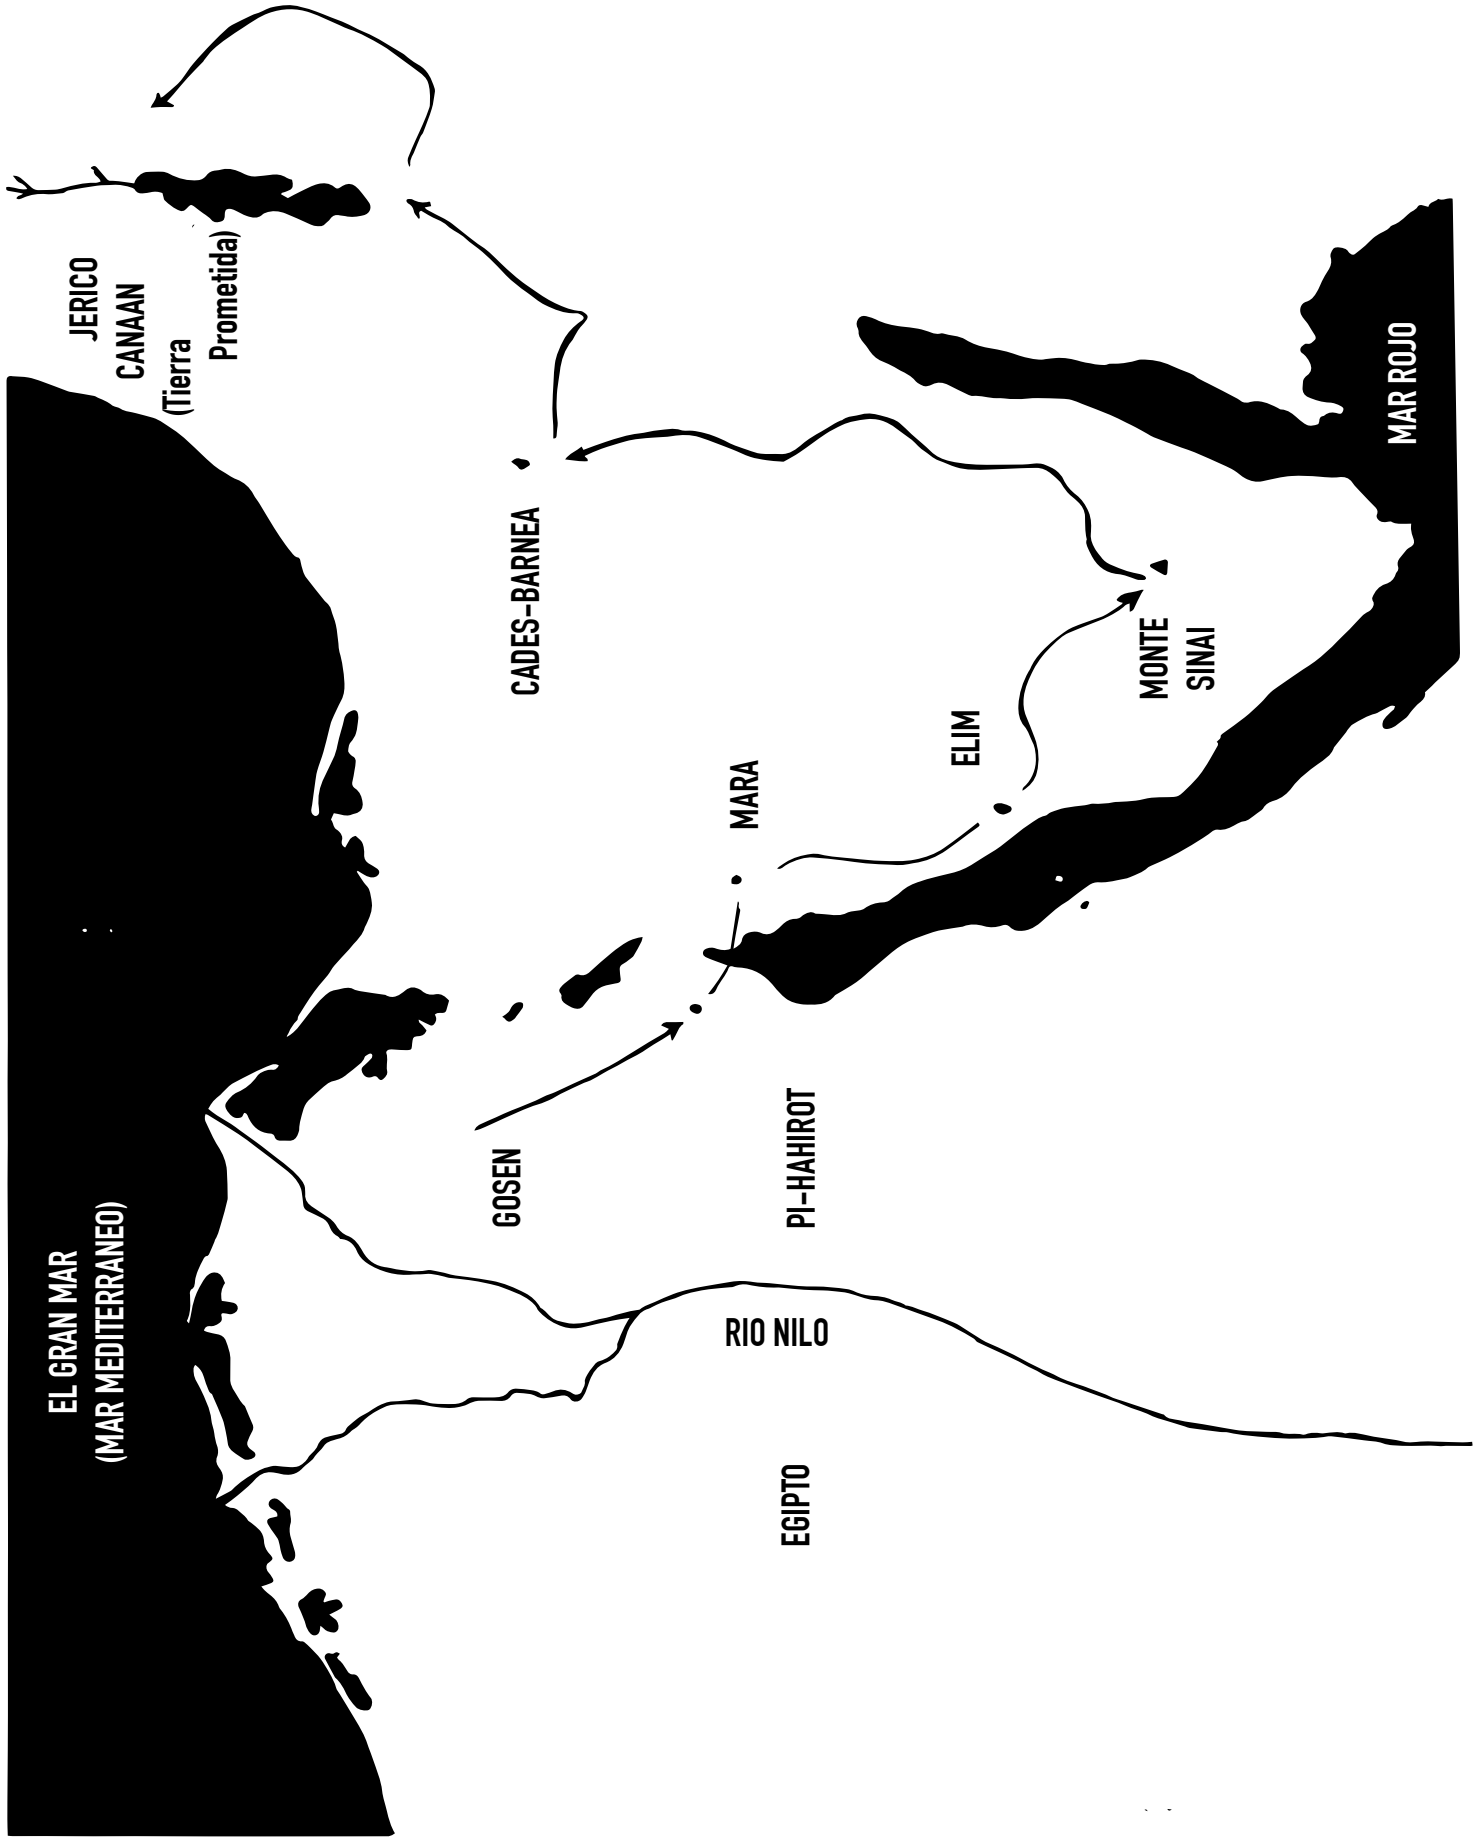 EL GRAN MAR
(MAR MEDITERRANEO)
JERICO
CANAAN
(Tierra
Prometida)
CADES-BARNEA
GOSEN
MARA
PI-HAHIROT
RIO NILO
EGIPTO
ELIM
MONTE
SINAI
MAR ROJO